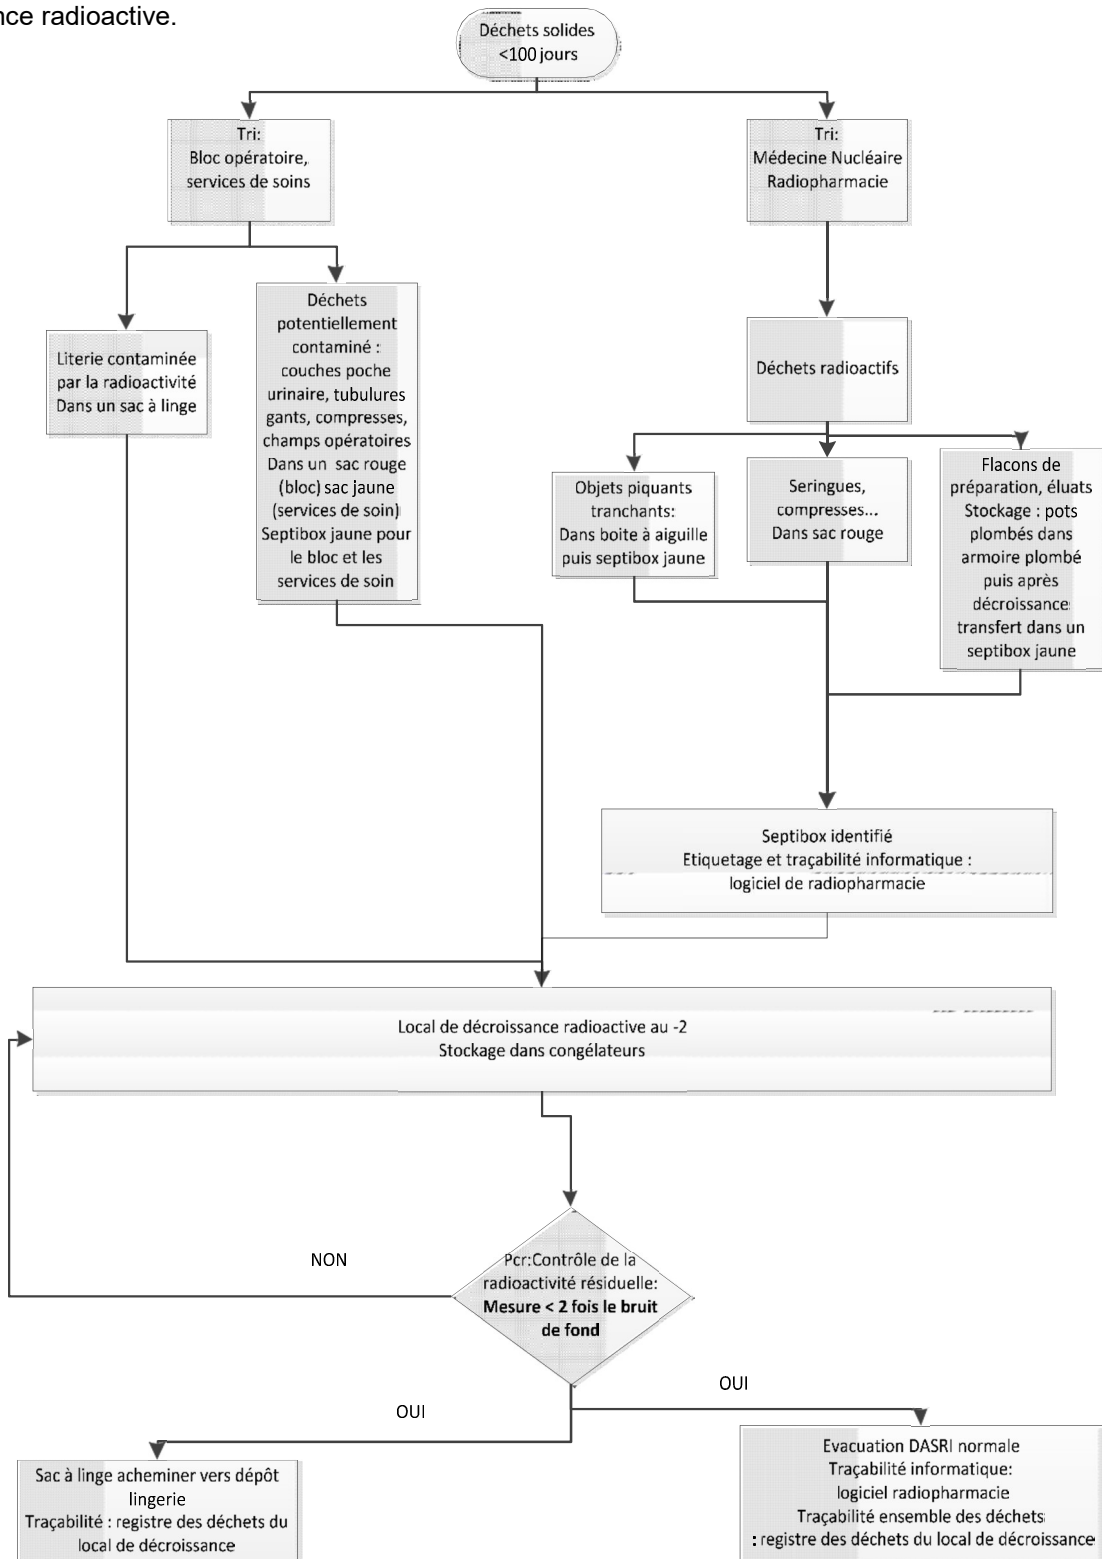 nce radioactive.
Déchets solides
<100 jours
Tri:
Bloc opératoire,
services de soins
Tri:
Médecine Nucléaire
Radiopharmacie
Literie contaminée
par la radioactivité
Dans un sac à linge
Déchets
potentiellement
contaminé :
couches poche
urinaire, tubulures
gants, compresses,
champs opératoires
Dans un sac rouge
(bloc) sac jaune
(services de soin)
Septibox jaune pour
le bloc et les
services de soin
Déchets radioactifs
Objets piquants
tranchants:
Dans boite à aiguille
puis septibox jaune
Seringues,
compresses...
Dans sac rouge
Flacons de
préparation, éluats
Stockage : pots
plombés dans
armoire plombé
puis après
décroissance
transfert dans un
septibox jaune
Septibox identifié
Etiquetage et traçabilité informatique :
logiciel de radiopharmacie
Local de décroissance radioactive au -2
Stockage dans congélateurs
NON
Pcr:Contrôle de la
radioactivité résiduelle:
Mesure < 2 fois le bruit
de fond
OUI
OUI
Sac à linge acheminer vers dépôt
lingerie
Traçabilité : registre des déchets du
local de décroissance
Evacuation DASRI normale
Traçabilité informatique:
logiciel radiopharmacie
Traçabilité ensemble des déchets
: registre des déchets du local de décroissance